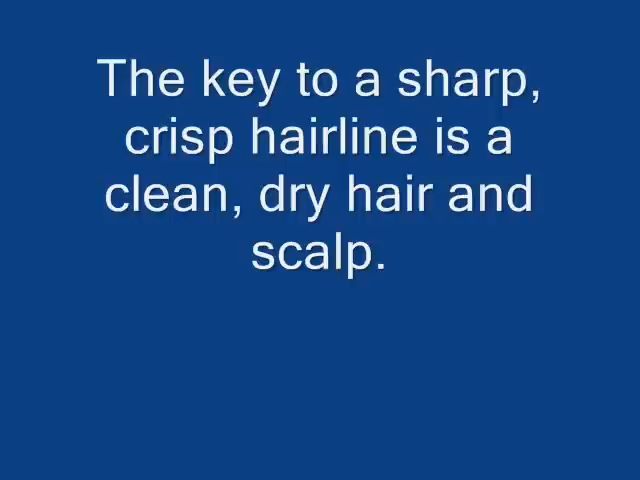 The key to a sharp,
crisp hairline is a
clean, dry hair and
scalp.